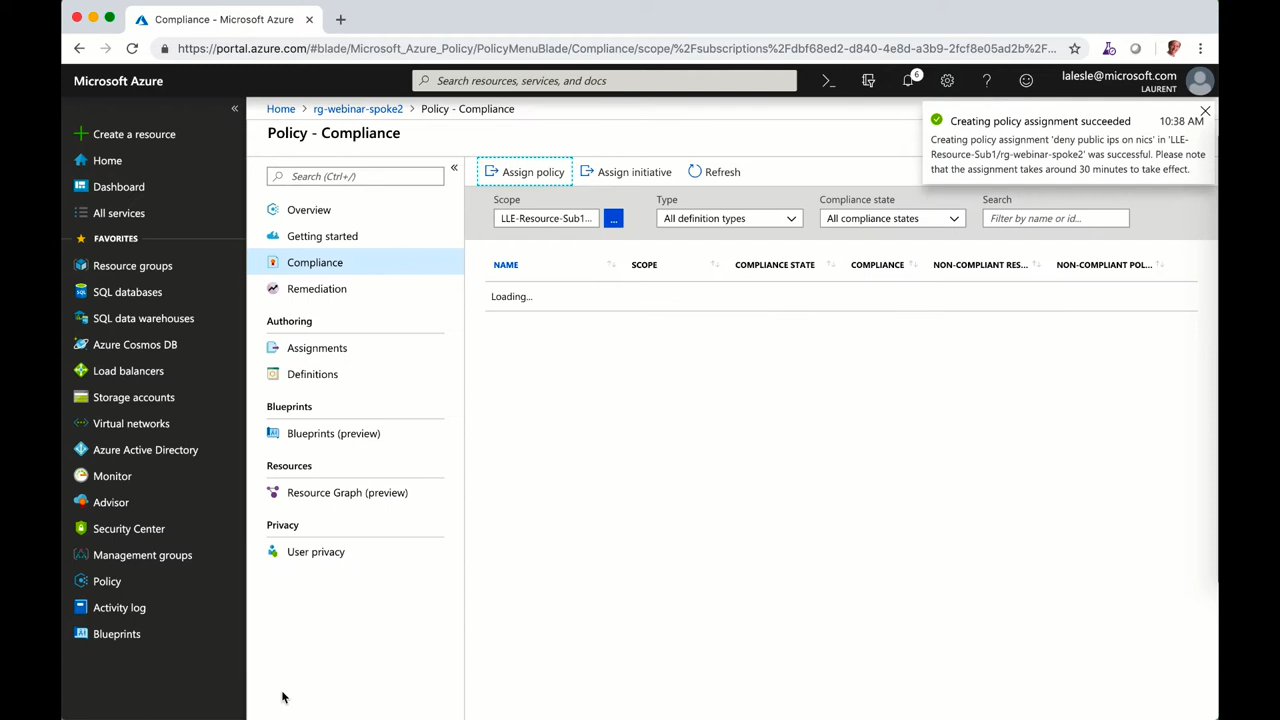 Compliance - Microsoft Azure
https://portal.azure.com/#blade/Microsoft_Azure_Policy/PolicyMenuBlade/Compliance/scope/%2Fsubscriptions%2Fdbf68ed2-d840-4e8d-a3b9-2fcf8e05ad2b%2F...
Microsoft Azure
Search resources, services, and docs
6
lalesle@microsoft.com
LAURENT
Home > rg-webinar-spoke2 > Policy - Compliance
Policy - Compliance
Creating policy assignment succeeded 10:38 AM
Creating policy assignment 'deny public ips on nics' in 'LLE-
Resource-Sub1/rg-webinar-spoke2' was successful. Please note
that the assignment takes around 30 minutes to take effect.
Create a resource
Home
Dashboard
All services
FAVORITES
Resource groups
SQL databases
SQL data warehouses
Azure Cosmos DB
Load balancers
Storage accounts
Virtual networks
Azure Active Directory
Monitor
Advisor
Security Center
Management groups
Policy
Activity log
Blueprints
Search (Ctrl+/)
Overview
Getting started
Compliance
Remediation
Authoring
Assignments
Definitions
Blueprints
Blueprints (preview)
Resources
Resource Graph (preview)
Privacy
User privacy
Assign policy Assign initiative Refresh
Scope Type Compliance state Search
LLE-Resource-Sub1... ... All definition types All compliance states Filter by name or id...
NAME SCOPE COMPLIANCE STATE COMPLIANCE NON-COMPLIANT RES... NON-COMPLIANT POL...
Loading...